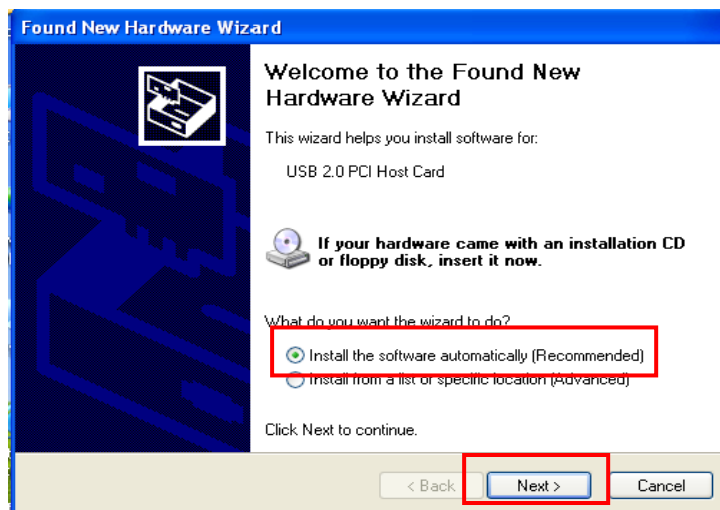 Found New Hardware Wizard
Welcome to the Found New
Hardware Wizard
This wizard helps you install software for:
USB 2.0 PCI Host Card
If your hardware came with an installation CD
or floppy disk, insert it now.
What do you want the wizard to do?
Install the software automatically (Recommended)
Install from a list or specific location (Advanced)
Click Next to continue.
< Back
Next >
Cancel